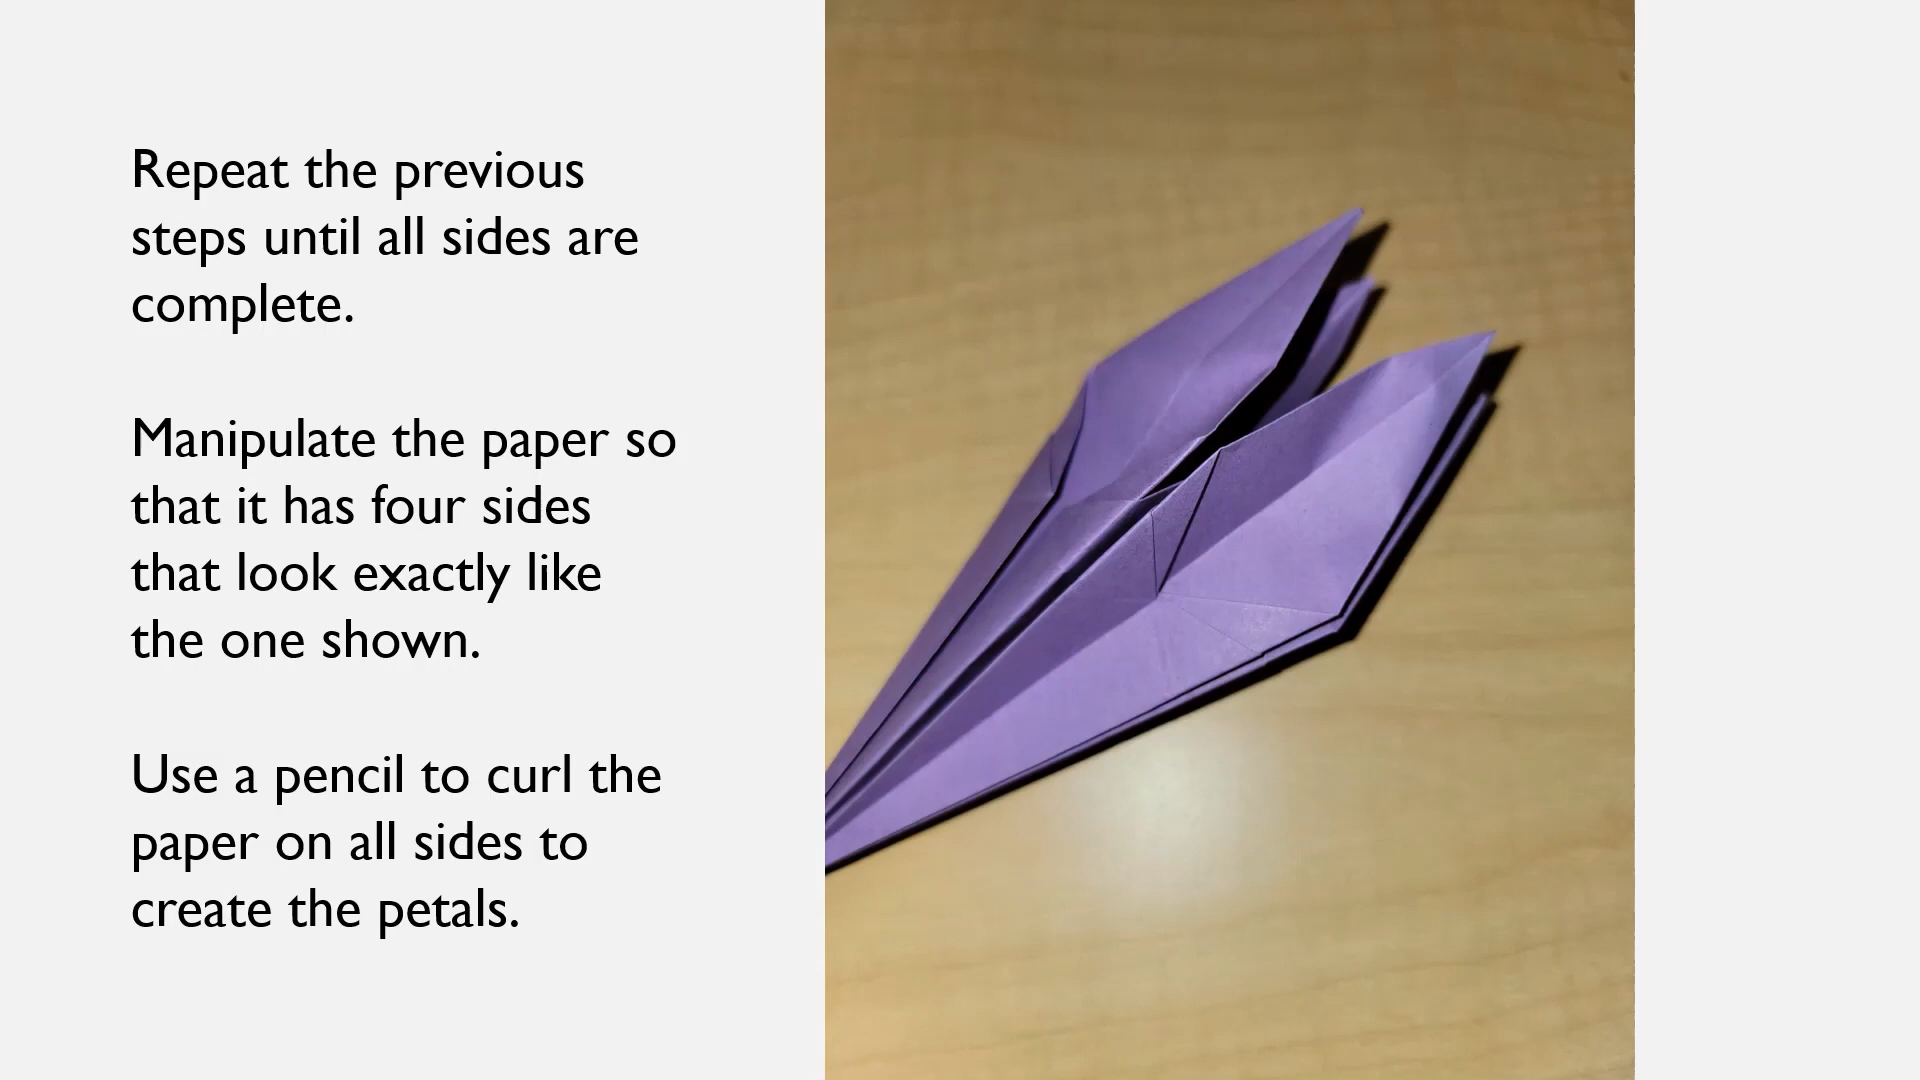 Repeat the previous
steps until all sides are
complete.
Manipulate the paper so
that it has four sides
that look exactly like
the one shown.
Use a pencil to curl the
paper on all sides to
create the petals.